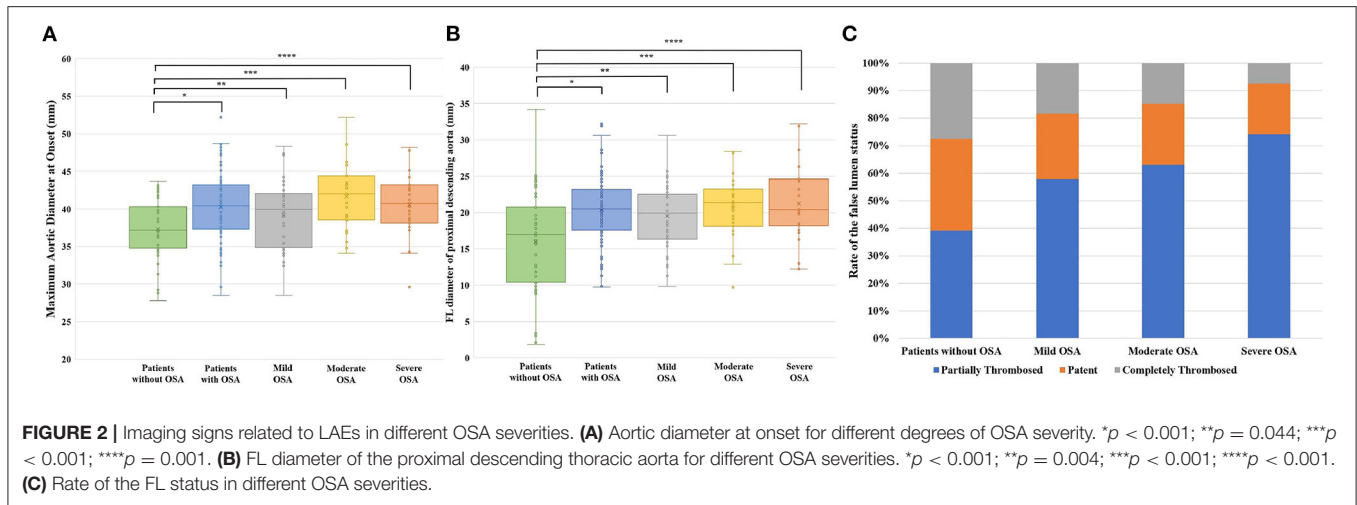 A
Maximum Aortic Diameter at Onset (mm)
60
55
50
45
40
35
30
25
20
****
***
**
*
Patients without OSA
Patients with OSA
Mild OSA
Moderate OSA
Severe OSA
B
FL diameter of proximal descending aorta (mm)
40
35
30
25
20
15
10
5
0
****
***
**
*
Patients without OSA
Patients with OSA
Mild OSA
Moderate OSA
Severe OSA
C
Rate of the false lumen status
100%
90%
80%
70%
60%
50%
40%
30%
20%
10%
0%
Patients without OSA Mild OSA Moderate OSA Severe OSA
Partially Thrombosed Patent Completely Thrombosed
FIGURE 2 | Imaging signs related to LAEs in different OSA severities. (A) Aortic diameter at onset for different degrees of OSA severity. *p < 0.001; **p = 0.044; ***p
< 0.001; ****p = 0.001. (B) FL diameter of the proximal descending thoracic aorta for different OSA severities. *p < 0.001; **p = 0.004; ***p < 0.001; ****p < 0.001.
(C) Rate of the FL status in different OSA severities.